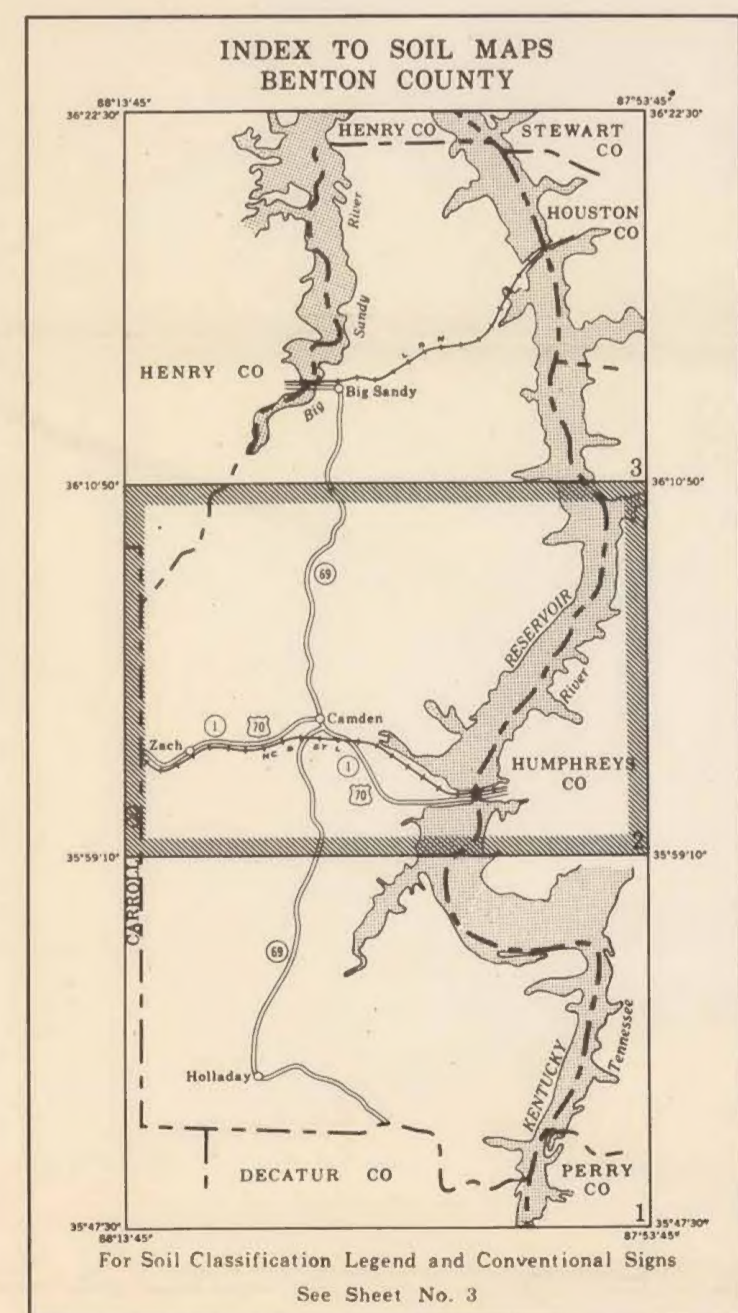 INDEX TO SOIL MAPS
BENTON COUNTY
88°13'45" 87°53'45"
36°22'30" 36°22'30"
HENRY CO STEWART
CO
HOUSTON
CO
River
Sandy
L & N
HENRY CO
Big Sandy
Big
3
36°10'50" 36°10'50"
69
RESERVOIR
River
Camden
Zach 1 70
NC & ST L
1
HUMPHREYS
CO
70
2
35°59'10" 35°59'10"
CARROLL CO
69
Tennessee
KENTUCKY
Holladay
DECATUR CO
PERRY
CO
1
35°47'30" 35°47'30"
88°13'45" 87°53'45"
For Soil Classification Legend and Conventional Signs
See Sheet No. 3